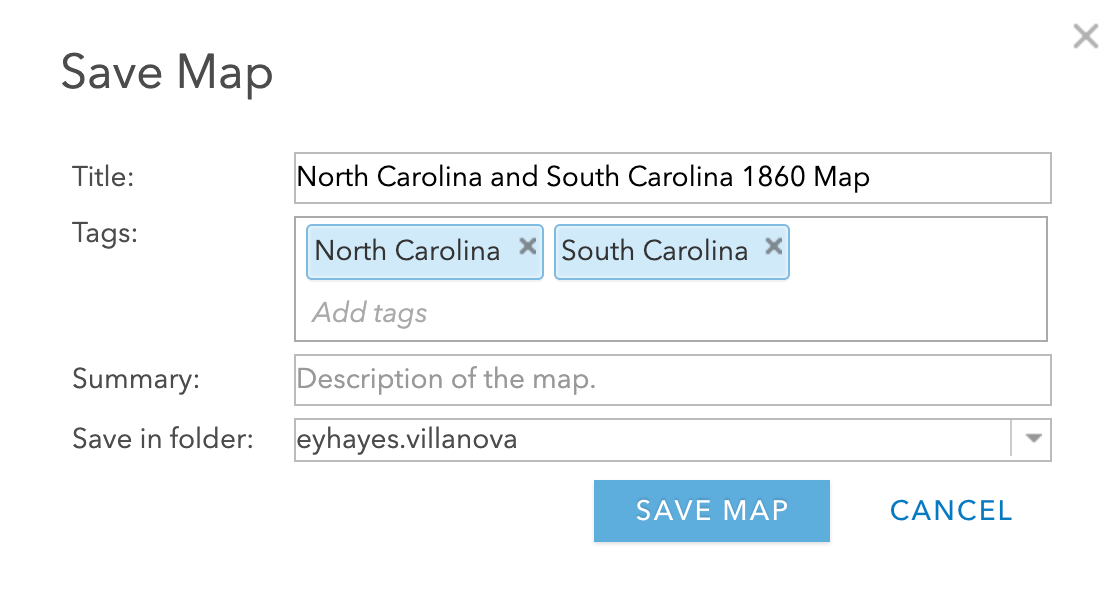 Save Map
Title: North Carolina and South Carolina 1860 Map
Tags: North Carolina South Carolina
Add tags
Summary: Description of the map.
Save in folder: eyhayes.villanova
SAVE MAP CANCEL